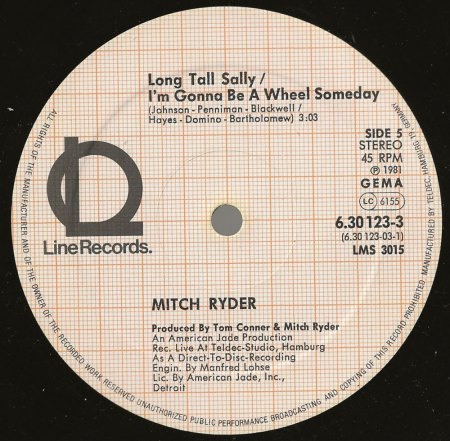 Long Tall Sally /
I'm Gonna Be A Wheel Someday
(Johnson - Penniman - Blackwell /
Hayes - Domino - Bartholomew) 3:03
SIDE 5
STEREO
45 RPM
Ⓟ 1981
GEMA
LC 6155
6.30 123-3
(6.30 123-03-1)
LMS 3015
Line Records.
MITCH RYDER
Produced By Tom Conner & Mitch Ryder
An American Jade Production
Rec. Live At Teldec-Studio, Hamburg
As A Direct-To-Disc-Recording
Engin. By Manfred Lohse
Lic. By American Jade, Inc.,
Detroit
ALL RIGHTS OF THE MANUFACTURER AND OF THE OWNER OF THE RECORDED WORK RESERVED UNAUTHORIZED PUBLIC PERFORMANCE BROADCASTING AND COPYING OF THIS RECORD PROHIBITED. MANUFACTURED BY TELDEC, HAMBURG 19, GERMANY